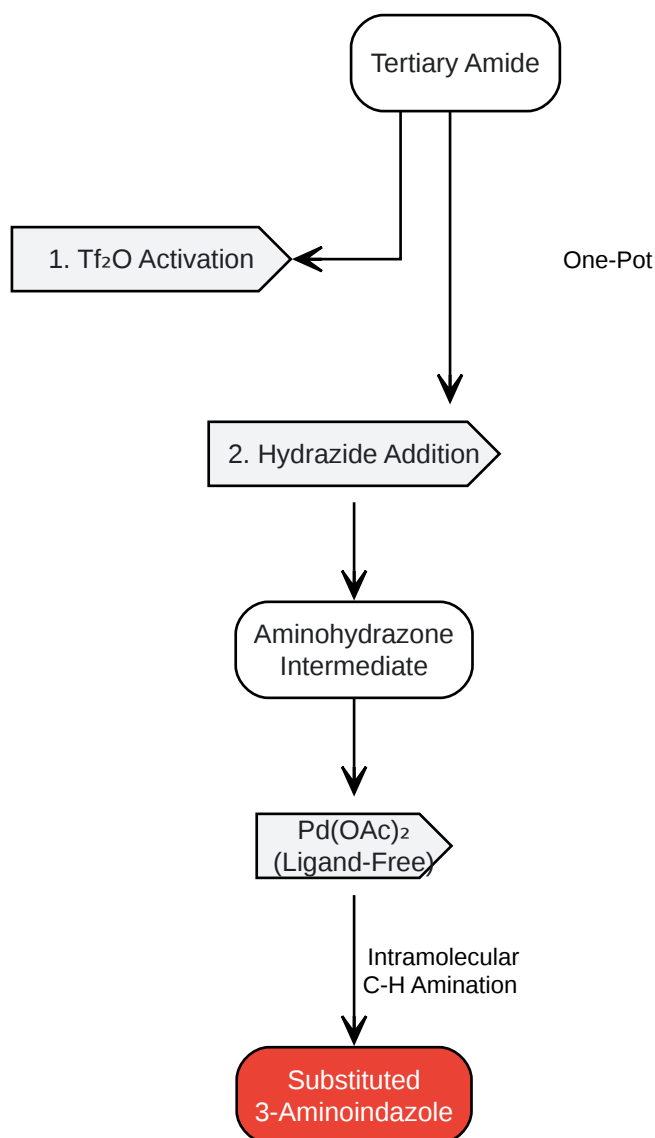 Tertiary Amide
1. Tf₂O Activation
One-Pot
2. Hydrazide Addition
Aminohydrazone
Intermediate
Pd(OAc)₂
(Ligand-Free)
Intramolecular
C-H Amination
Substituted
3-Aminoindazole